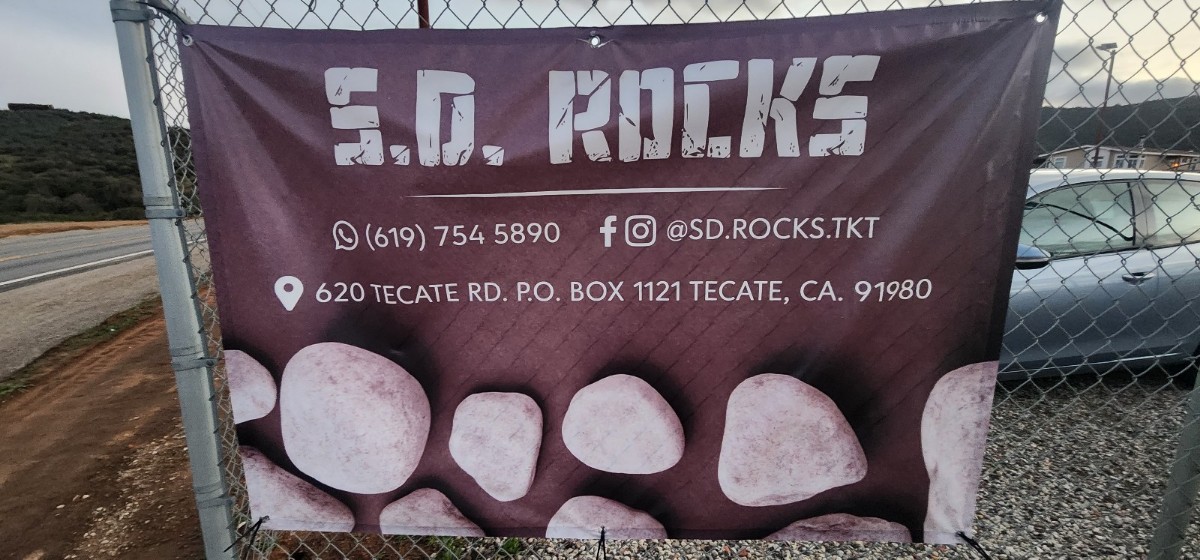 S.D. ROCKS
(619) 754 5890 @SD.ROCKS.TKT
620 TECATE RD. P.O. BOX 1121 TECATE, CA. 91980